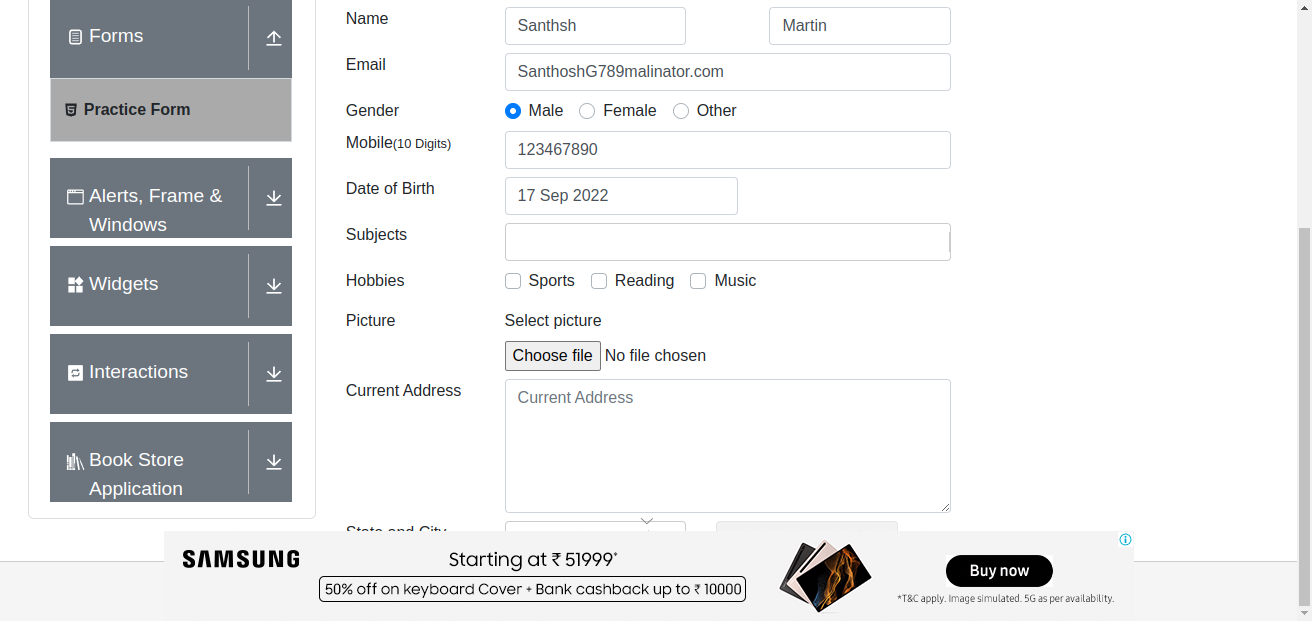 Forms
Practice Form
Alerts, Frame &
Windows
Widgets
Interactions
Book Store
Application
Name
Santhsh
Martin
Email
SanthoshG789malinator.com
Gender
Male
Female
Other
Mobile(10 Digits)
123467890
Date of Birth
17 Sep 2022
Subjects
Hobbies
Sports
Reading
Music
Picture
Select picture
Choose file No file chosen
Current Address
Current Address
State and City
SAMSUNG
Starting at ₹ 51999*
50% off on keyboard Cover + Bank cashback up to ₹ 10000
Buy now
*T&C apply. Image simulated. 5G as per availability.